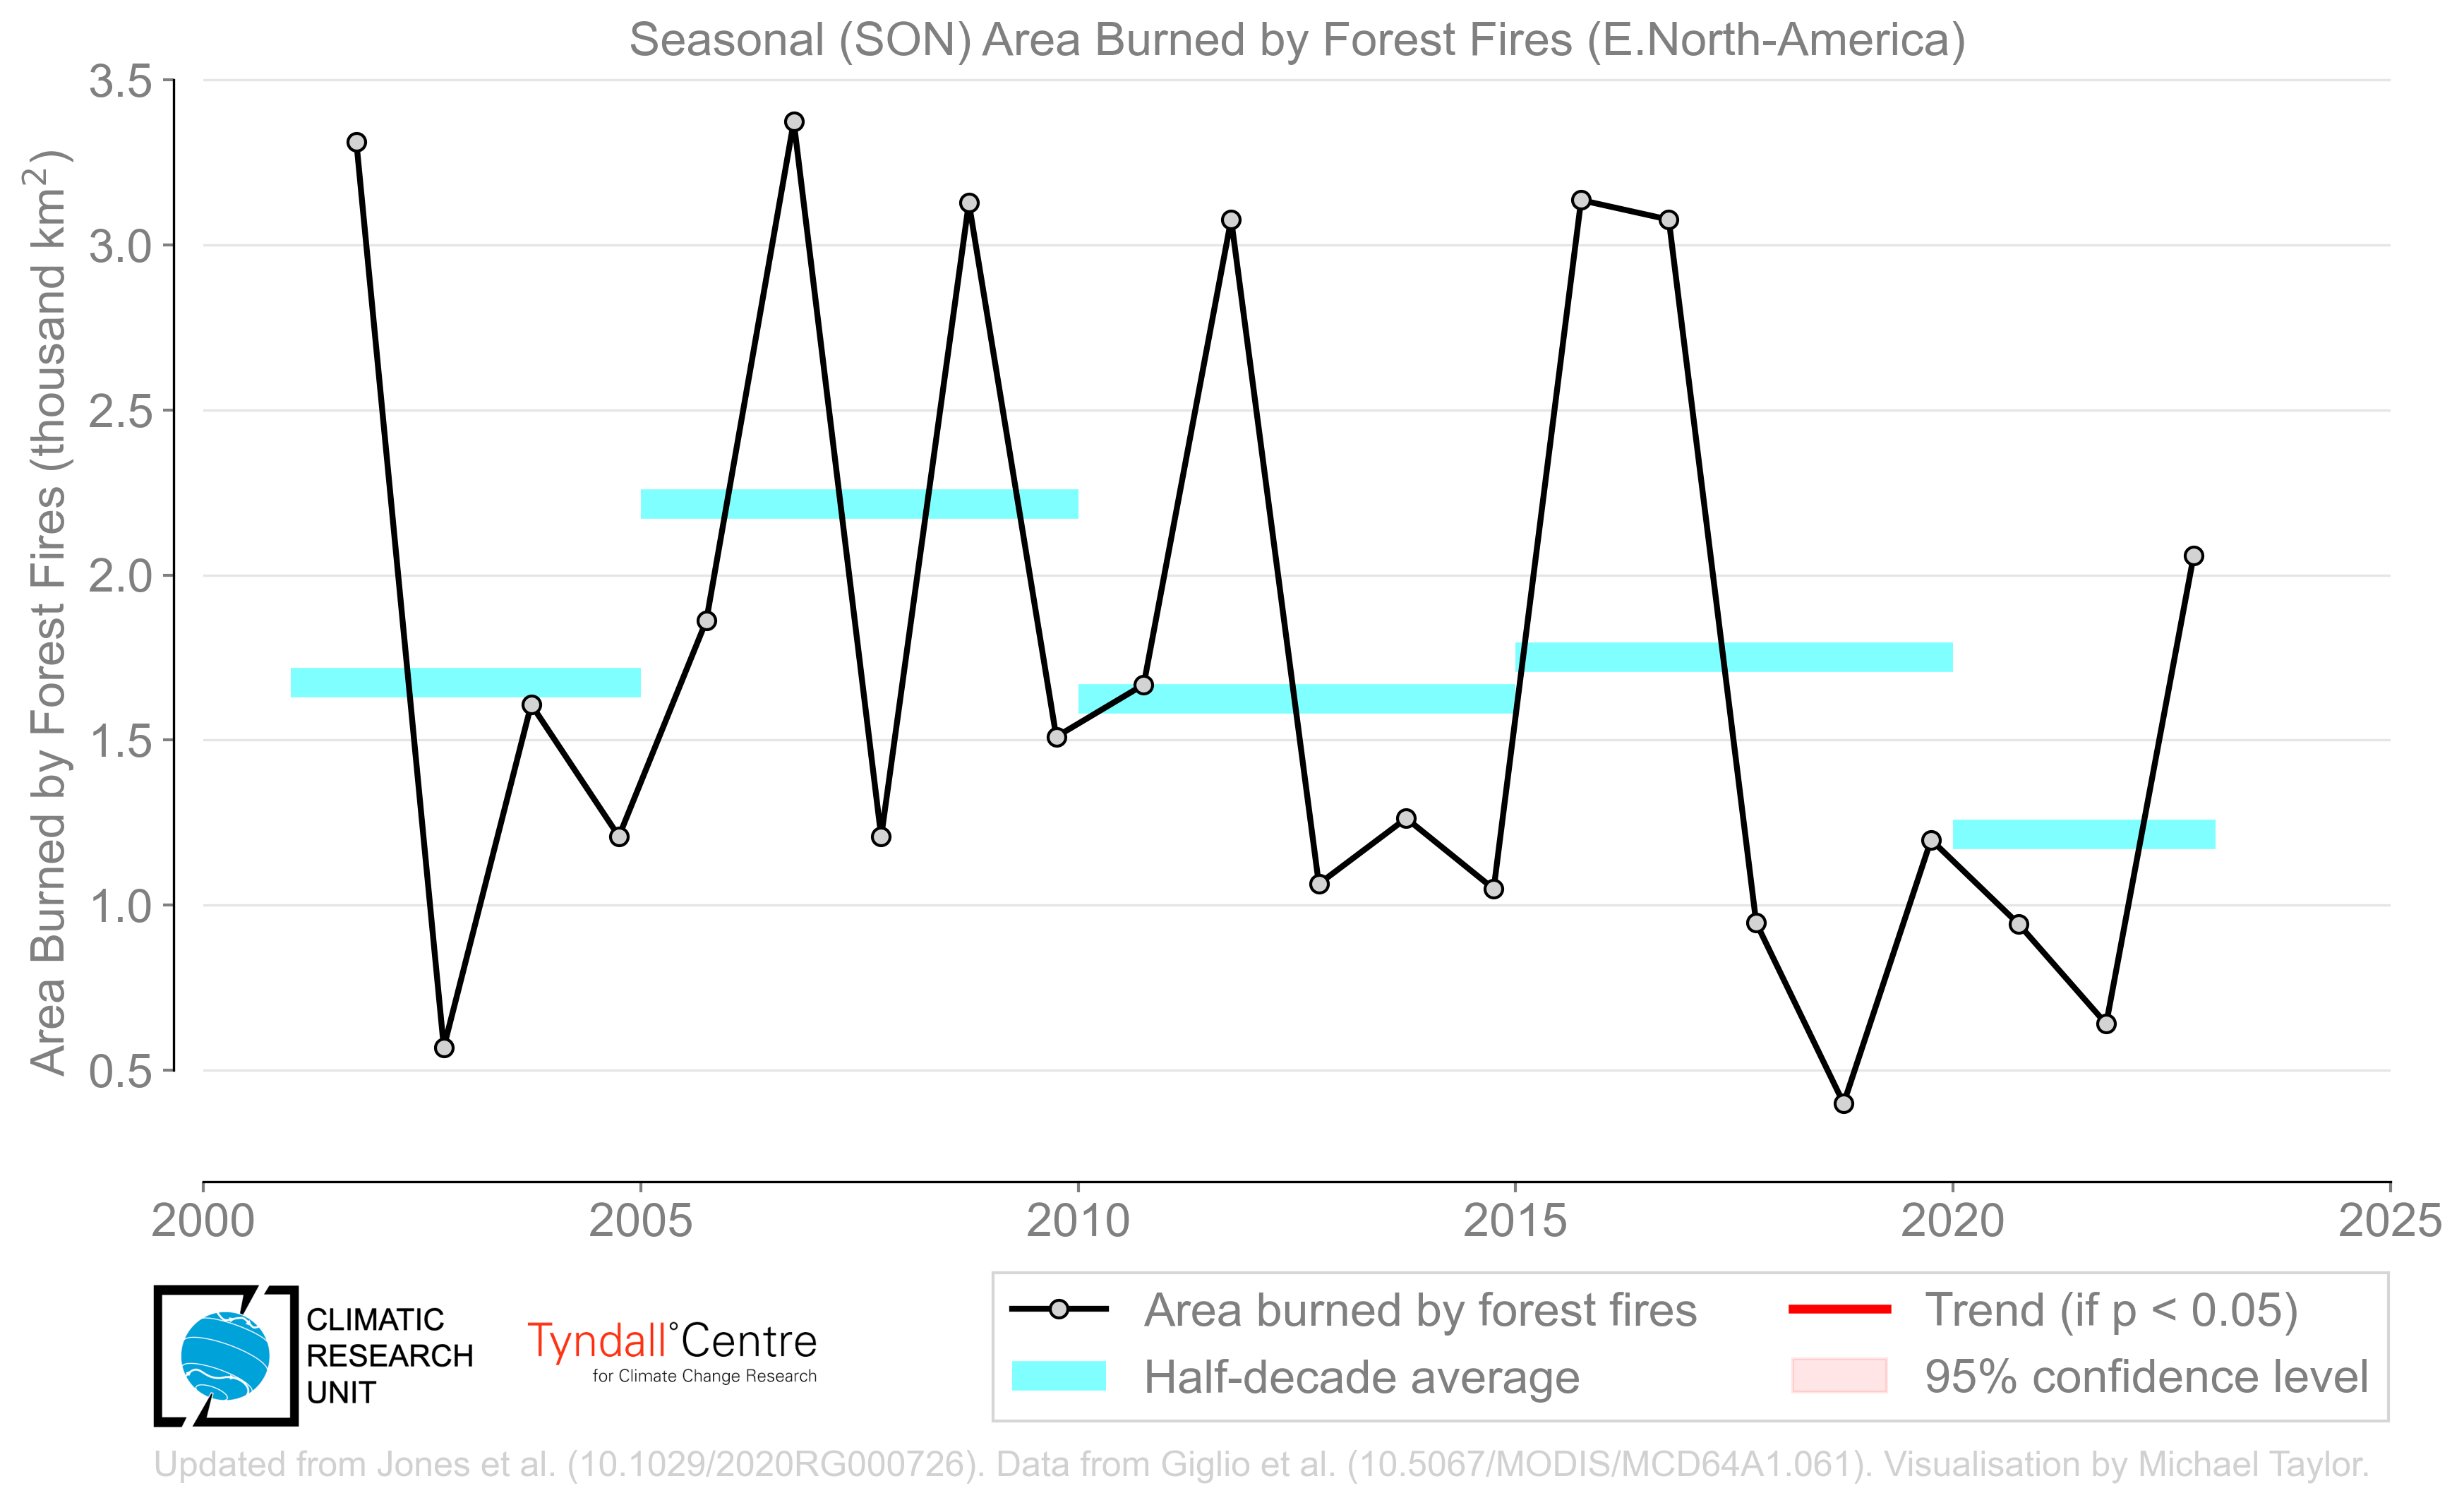 Seasonal (SON) Area Burned by Forest Fires (E.North-America)
Area Burned by Forest Fires (thousand km²)
3.5
3.0
2.5
2.0
1.5
1.0
0.5
2000 2005 2010 2015 2020 2025
CLIMATIC
RESEARCH
UNIT
Tyndall°Centre
for Climate Change Research
Area burned by forest fires
Half-decade average
Trend (if p < 0.05)
95% confidence level
Updated from Jones et al. (10.1029/2020RG000726). Data from Giglio et al. (10.5067/MODIS/MCD64A1.061). Visualisation by Michael Taylor.